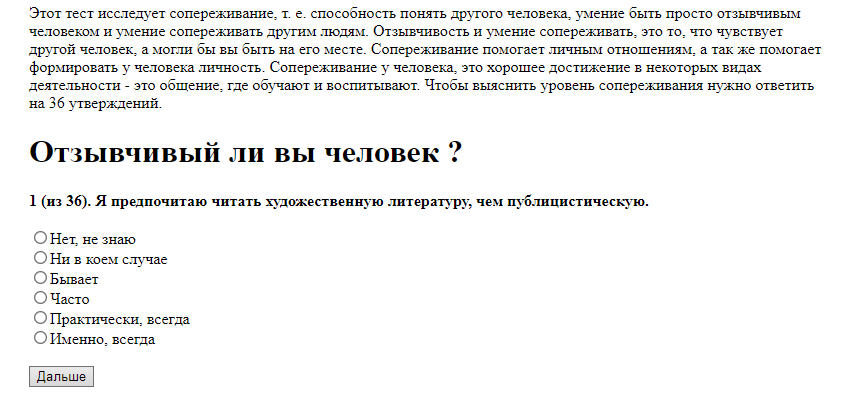 Этот тест исследует сопереживание, т. е. способность понять другого человека, умение быть просто отзывчивым
человеком и умение сопереживать другим людям. Отзывчивость и умение сопереживать, это то, что чувствует
другой человек, а могли бы вы быть на его месте. Сопереживание помогает личным отношениям, а так же помогает
формировать у человека личность. Сопереживание у человека, это хорошее достижение в некоторых видах
деятельности - это общение, где обучают и воспитывают. Чтобы выяснить уровень сопереживания нужно ответить
на 36 утверждений.
Отзывчивый ли вы человек ?
1 (из 36). Я предпочитаю читать художественную литературу, чем публицистическую.
Нет, не знаю
Ни в коем случае
Бывает
Часто
Практически, всегда
Именно, всегда
Дальше